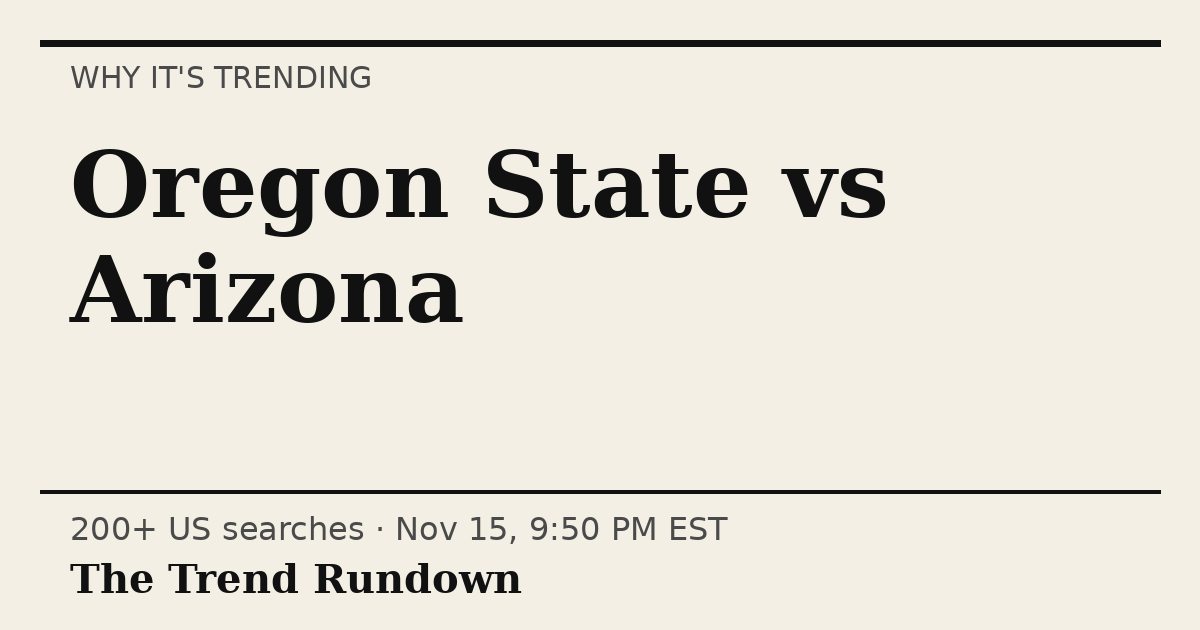 WHY IT'S TRENDING
Oregon State vs
Arizona
200+ US searches · Nov 15, 9:50 PM EST
The Trend Rundown